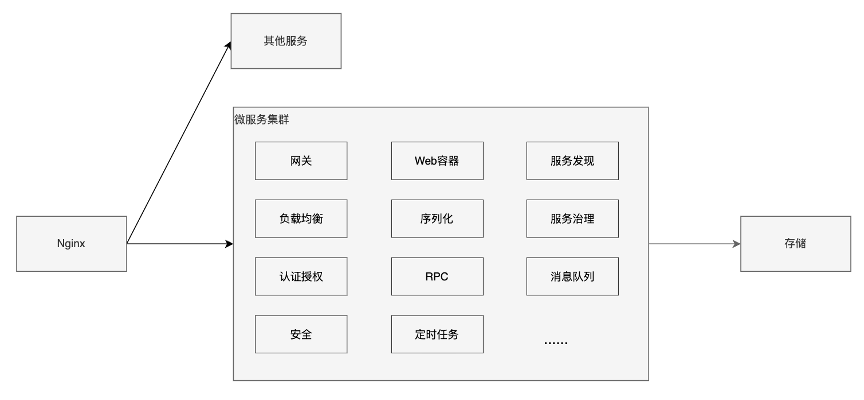 其他服务
微服务集群
网关
Web容器
服务发现
Nginx
负载均衡
序列化
服务治理
存储
认证授权
RPC
消息队列
安全
定时任务
......